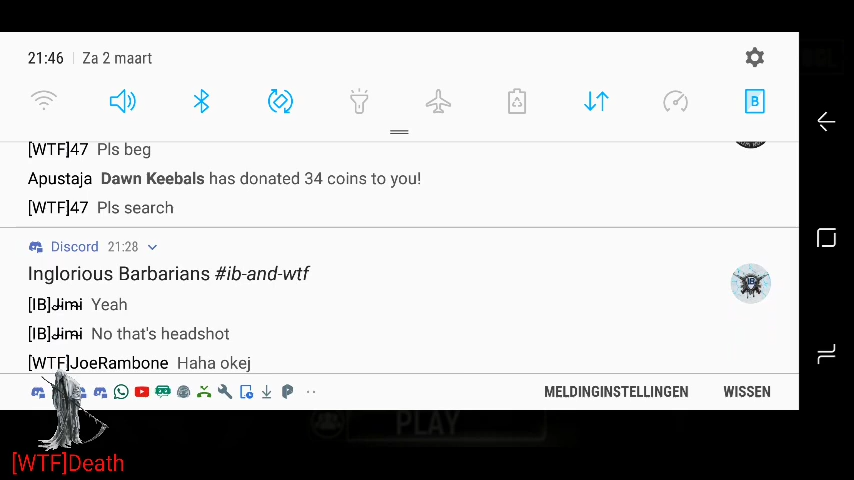 21:46 Za 2 maart
B
[WTF]47 Pls beg
Apustaja Dawn Keebals has donated 34 coins to you!
[WTF]47 Pls search
Discord 21:28
Inglorious Barbarians #ib-and-wtf
IB
[IB]Jimi Yeah
[IB]Jimi No that's headshot
[WTF]JoeRambone Haha okej
MELDINGINSTELLINGEN WISSEN
PLAY
[WTF]Death